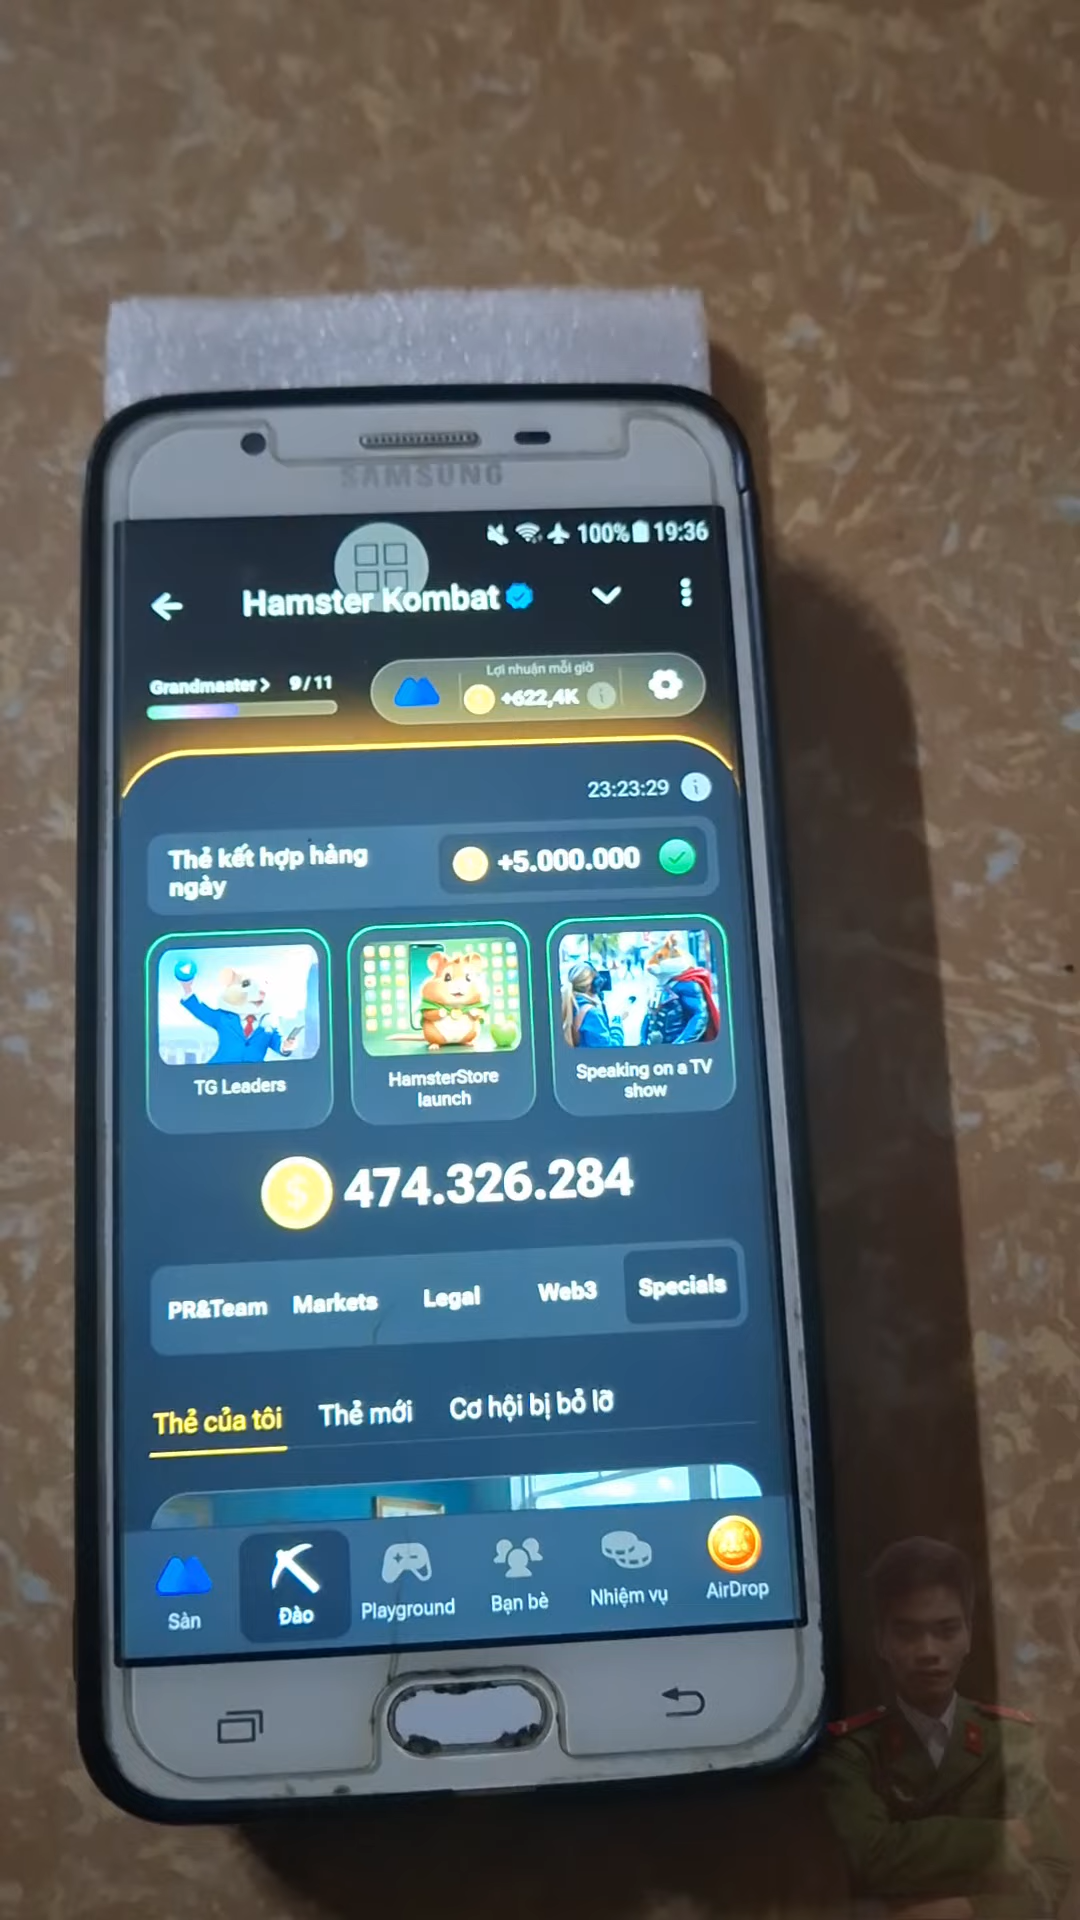 SAMSUNG
100% 19:36
Hamster Kombat
Grandmaster > 9/11
Lợi nhuận mỗi giờ
+622,4K
23:23:29
Thẻ kết hợp hàng
ngày
+5.000.000
TG Leaders
HamsterStore
launch
Speaking on a TV
show
474.326.284
PR&Team Markets Legal Web3 Specials
Thẻ của tôi Thẻ mới Cơ hội bị bỏ lỡ
Sàn Đào Playground Bạn bè Nhiệm vụ AirDrop